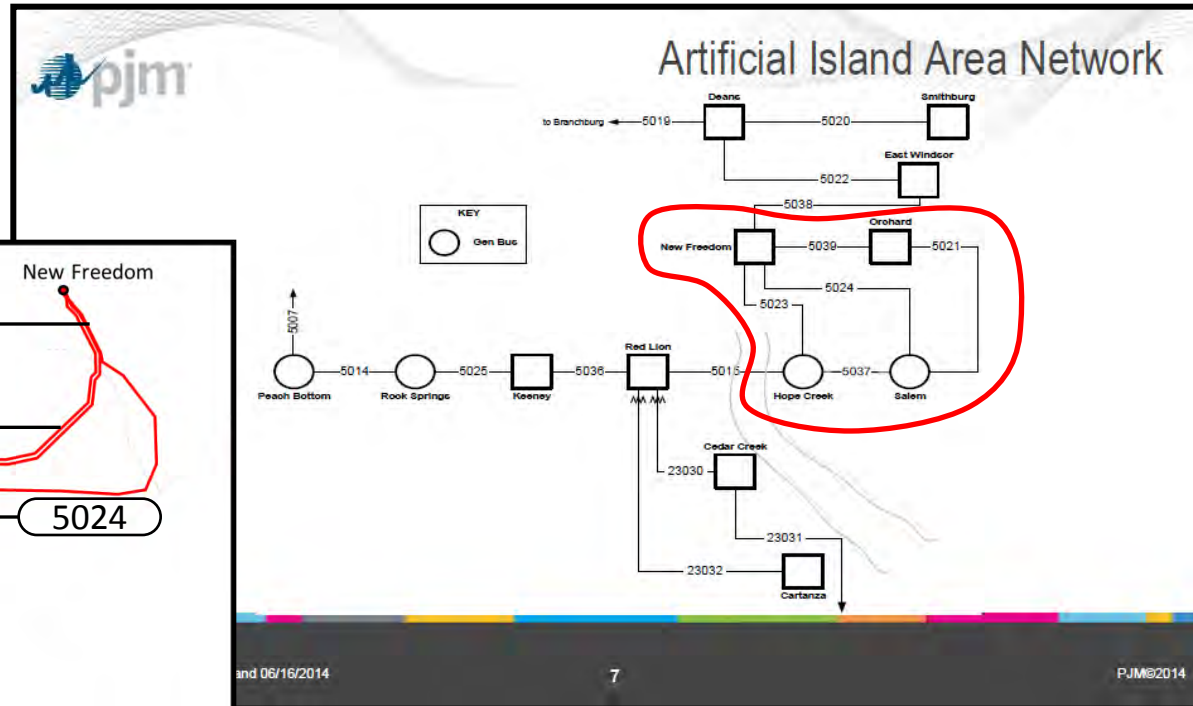 pjm
Artificial Island Area Network
Deans
Smithburg
to Branchburg
5019
5020
East Windsor
5022
5038
KEY
Gen Bus
New Freedom
5039
Orchard
5021
5024
5023
New Freedom
5007
Red Lion
5014
5025
5036
5015
5037
Peach Bottom
Rook Springs
Keeney
Hope Creek
Salem
Cedar Creek
23030
5024
23031
23032
Cartanza
and 06/16/2014
7
PJM©2014